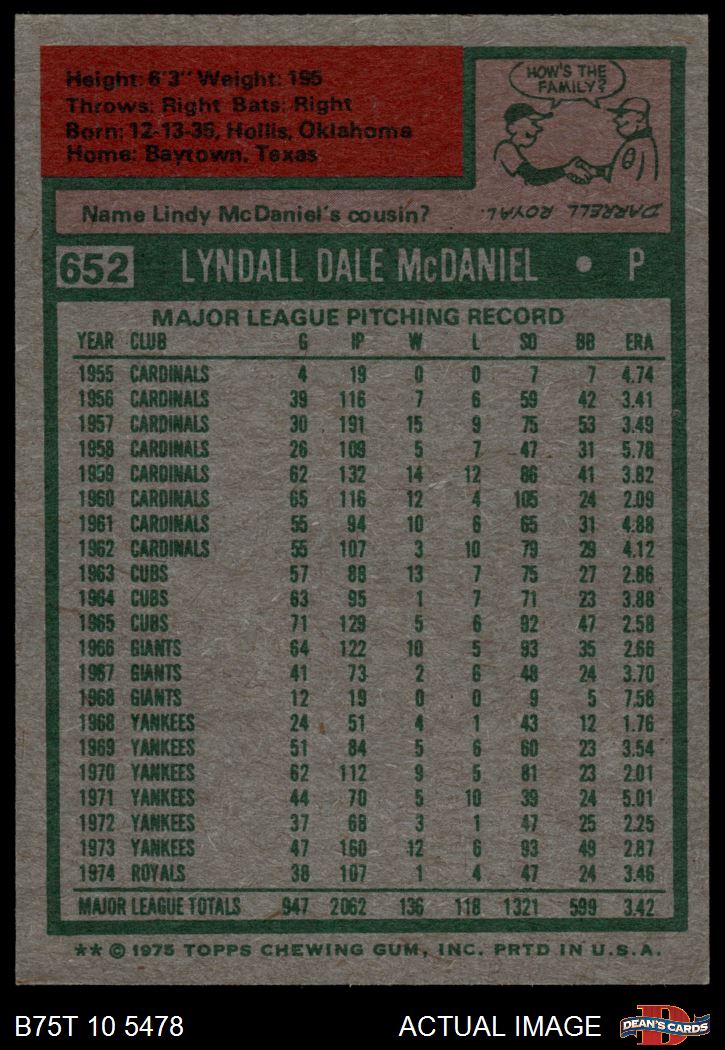 Height: 6'3" Weight: 195
Throws: Right Bats: Right
Born: 12-13-35, Hollis, Oklahoma
Home: Baytown, Texas
HOW'S THE
FAMILY?
Name Lindy McDaniel's cousin?
DARRELL ROYAL.
652 LYNDALL DALE McDANIEL • P
MAJOR LEAGUE PITCHING RECORD
YEAR CLUB G IP W L SO BB ERA
1955 CARDINALS 4 19 0 0 7 7 4.74
1956 CARDINALS 39 116 7 6 59 42 3.41
1957 CARDINALS 30 191 15 9 75 53 3.49
1958 CARDINALS 26 109 5 7 47 31 5.78
1959 CARDINALS 62 132 14 12 86 41 3.82
1960 CARDINALS 65 116 12 4 105 24 2.09
1961 CARDINALS 55 94 10 6 65 31 4.88
1962 CARDINALS 55 107 3 10 79 29 4.12
1963 CUBS 57 88 13 7 75 27 2.86
1964 CUBS 63 95 1 7 71 23 3.88
1965 CUBS 71 129 5 6 92 47 2.58
1966 GIANTS 64 122 10 5 93 35 2.66
1967 GIANTS 41 73 2 6 48 24 3.70
1968 GIANTS 12 19 0 0 9 5 7.58
1968 YANKEES 24 51 4 1 43 12 1.76
1969 YANKEES 51 84 5 6 60 23 3.54
1970 YANKEES 62 112 9 5 81 23 2.01
1971 YANKEES 44 70 5 10 39 24 5.01
1972 YANKEES 37 68 3 1 47 25 2.25
1973 YANKEES 47 160 12 6 93 49 2.87
1974 ROYALS 38 107 1 4 47 24 3.46
MAJOR LEAGUE TOTALS 947 2062 136 118 1321 599 3.42
** © 1975 TOPPS CHEWING GUM, INC. PRTD IN U.S.A.
B75T 10 5478 ACTUAL IMAGE DEAN'S CARDS